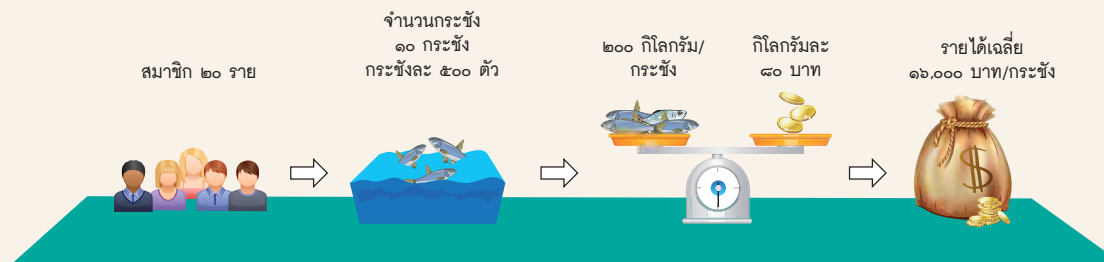 สมาชิก ๒๐ ราย
จำนวนกระชัง
๑๐ กระชัง
กระชังละ ๕๐๐ ตัว
๒๐๐ กิโลกรัม/
กระชัง
กิโลกรัมละ
๘๐ บาท
รายได้เฉลี่ย
๑๖,๐๐๐ บาท/กระชัง